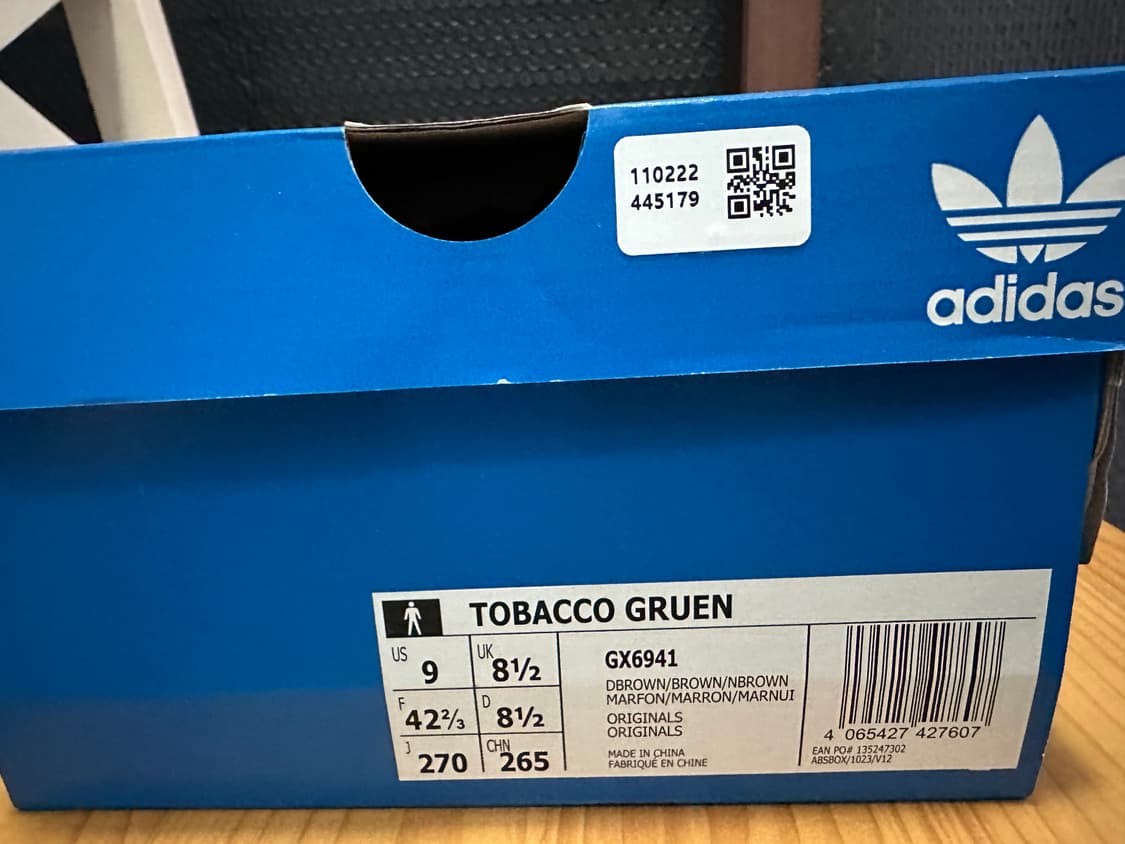 110222
445179
adidas
TOBACCO GRUEN
US 9
UK 8½
F 42⅔
D 8½
J 270
CHN 265
GX6941
DBROWN/BROWN/NBROWN
MARFON/MARRON/MARNUI
ORIGINALS
ORIGINALS
MADE IN CHINA
FABRIQUÉ EN CHINE
4 065427 427607
EAN PO# 135247302
ABSBOX/1023/V12